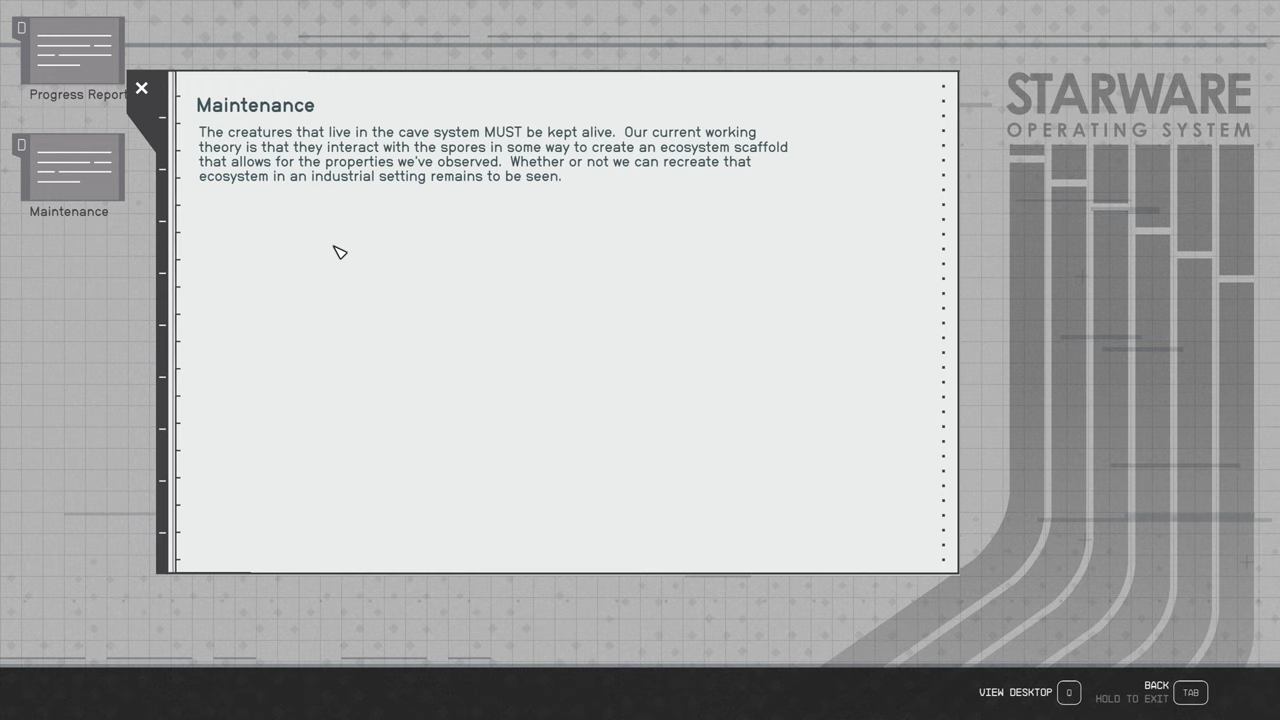 Progress Report
Maintenance
Maintenance
The creatures that live in the cave system MUST be kept alive.  Our current working
theory is that they interact with the spores in some way to create an ecosystem scaffold
that allows for the properties we've observed.  Whether or not we can recreate that
ecosystem in an industrial setting remains to be seen.
STARWARE
OPERATING SYSTEM
VIEW DESKTOP Q
BACK
HOLD TO EXIT TAB